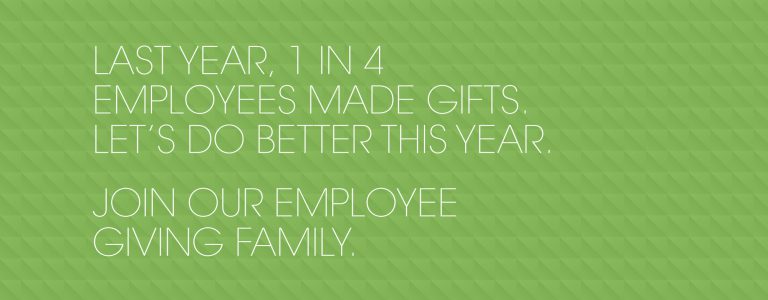 LAST YEAR, 1 IN 4
EMPLOYEES MADE GIFTS.
LET'S DO BETTER THIS YEAR.
JOIN OUR EMPLOYEE
GIVING FAMILY.